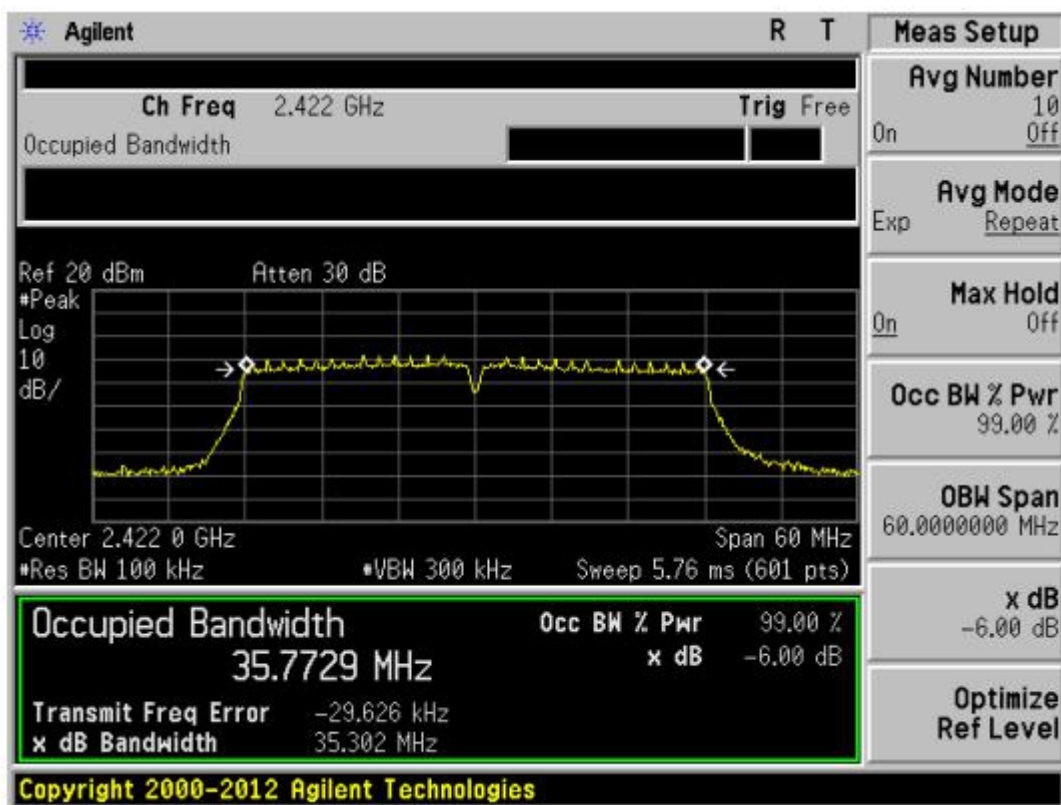 Agilent R T
Ch Freq 2.422 GHz Trig Free
Occupied Bandwidth
Ref 20 dBm Atten 30 dB
#Peak
Log
10
dB/
Center 2.422 0 GHz Span 60 MHz
#Res BW 100 kHz #VBW 300 kHz Sweep 5.76 ms (601 pts)
Occupied Bandwidth
35.7729 MHz
Occ BW % Pwr 99.00 %
x dB -6.00 dB
Transmit Freq Error -29.626 kHz
x dB Bandwidth 35.302 MHz
Copyright 2000-2012 Agilent Technologies
Meas Setup
Avg Number
10
On Off
Avg Mode
Exp Repeat
Max Hold
On Off
Occ BW % Pwr
99.00 %
OBW Span
60.0000000 MHz
x dB
-6.00 dB
Optimize
Ref Level